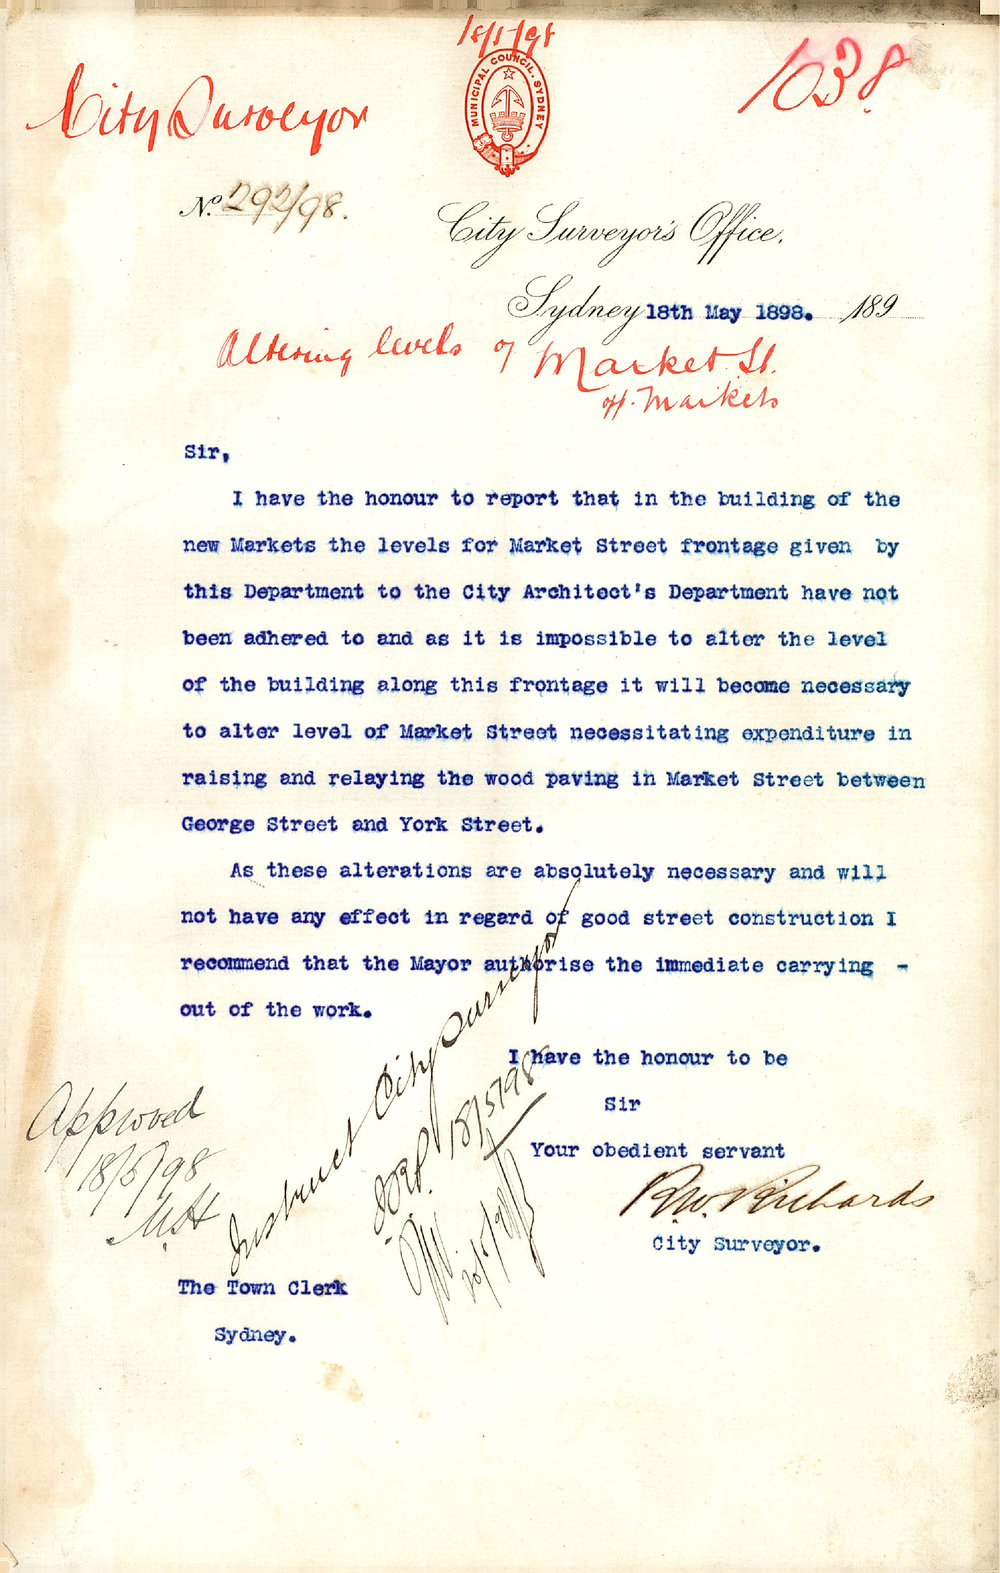 18/5/98
City Surveyor
1038.
MUNICIPAL COUNCIL. SYDNEY
No. 292/98.
City Surveyor's Office,
Sydney 18th May 1898. 189
Altering levels of Market St.
opp. Markets
Sir,
I have the honour to report that in the building of the
new Markets the levels for Market Street frontage given by
this Department to the City Architect's Department have not
been adhered to and as it is impossible to alter the level
of the building along this frontage it will become necessary
to alter level of Market Street necessitating expenditure in
raising and relaying the wood paving in Market Street between
George Street and York Street.
As these alterations are absolutely necessary and will
not have any effect in regard of good street construction I
recommend that the Mayor authorise the immediate carrying -
out of the work.
I have the honour to be
Sir
Your obedient servant
R.W. Richards
City Surveyor.
Approved
18/5/98
Instruct City Surveyor
18/5/98
The Town Clerk
Sydney.